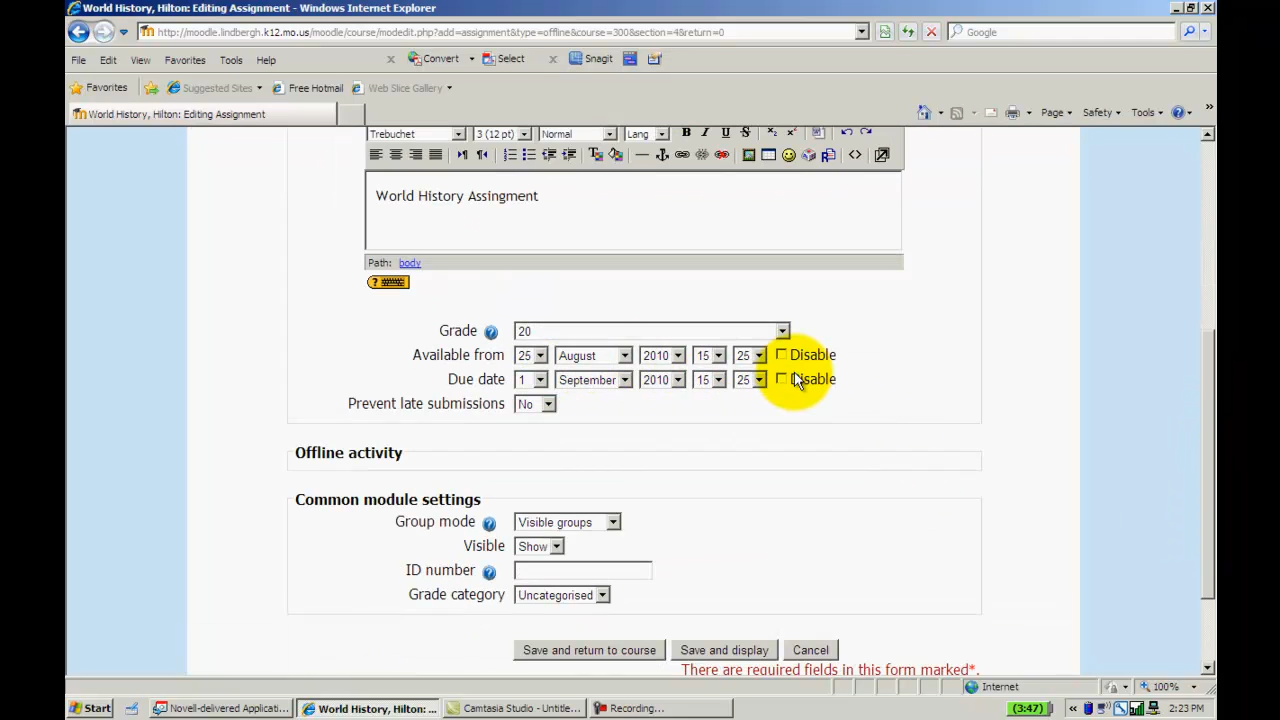 World History, Hilton: Editing Assignment - Windows Internet Explorer
http://moodle.lindbergh.k12.mo.us/moodle/course/modedit.php?add=assignment&type=offline&course=300&section=4&return=0
Google
File Edit View Favorites Tools Help
x Convert Select x Snagit
Favorites Suggested Sites Free Hotmail Web Slice Gallery
World History, Hilton: Editing Assignment
Page Safety Tools
Trebuchet 3 (12 pt) Normal Lang B I U S
World History Assingment
Path: body
Grade 20
Available from 25 August 2010 15 25 Disable
Due date 1 September 2010 15 25 Disable
Prevent late submissions No
Offline activity
Common module settings
Group mode Visible groups
Visible Show
ID number
Grade category Uncategorised
Save and return to course Save and display Cancel
There are required fields in this form marked*.
Internet 100%
Start Novell-delivered Applicati... World History, Hilton: ... Camtasia Studio - Untitle... Recording... (3:47) 2:23 PM